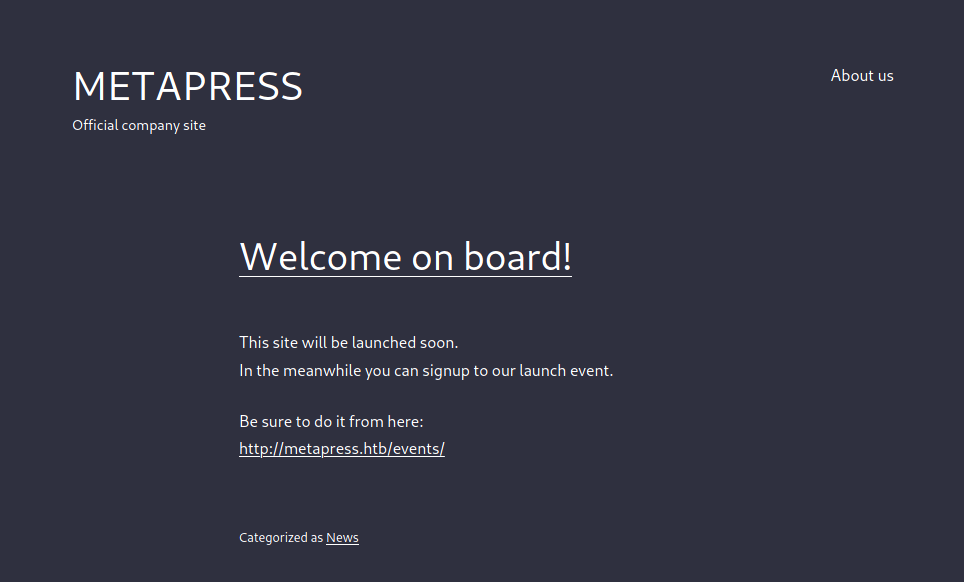 METAPRESS
About us
Official company site
Welcome on board!
This site will be launched soon.
In the meanwhile you can signup to our launch event.
Be sure to do it from here:
http://metapress.htb/events/
Categorized as News